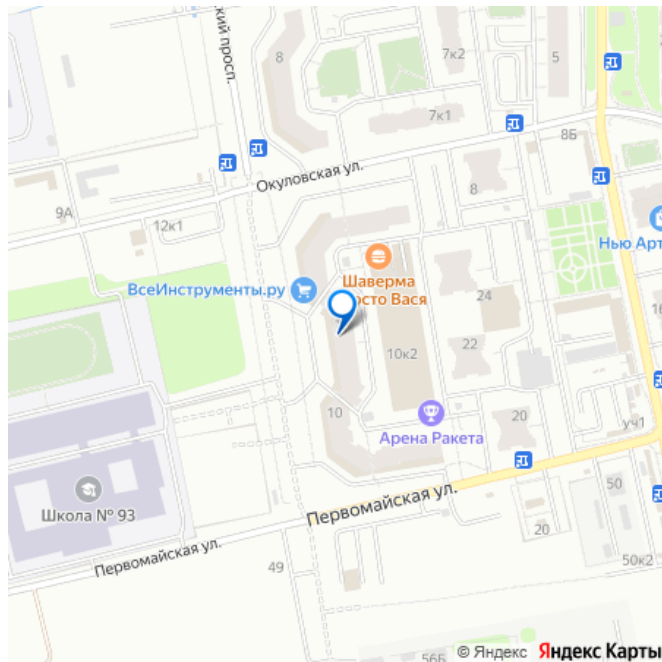 ский просп.
8
7к2
5
7к1
8Б
Окуловская ул.
8
9А
12к1
Нью Арт
Шаверма
осто Вася
ВсеИнструменты.ру
24
16
22
10к2
10
20
Арена Ракета
уч1
Школа № 93
Первомайская ул.
50
20
Первомайская ул.
49
50к2
56Б
© Яндекс Яндекс Карты